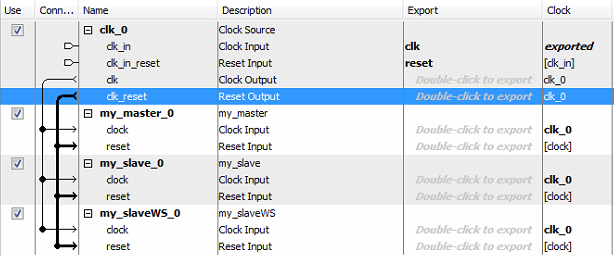 Use Conne... Name Description Export Clock
clk_0 Clock Source
clk_in Clock Input clk exported
clk_in_reset Reset Input reset [clk_in]
clk Clock Output Double-click to export clk_0
clk_reset Reset Output Double-click to export clk_0
my_master_0 my_master
clock Clock Input Double-click to export clk_0
reset Reset Input Double-click to export [clock]
my_slave_0 my_slave
clock Clock Input Double-click to export clk_0
reset Reset Input Double-click to export [clock]
my_slaveWS_0 my_slaveWS
clock Clock Input Double-click to export clk_0
reset Reset Input Double-click to export [clock]